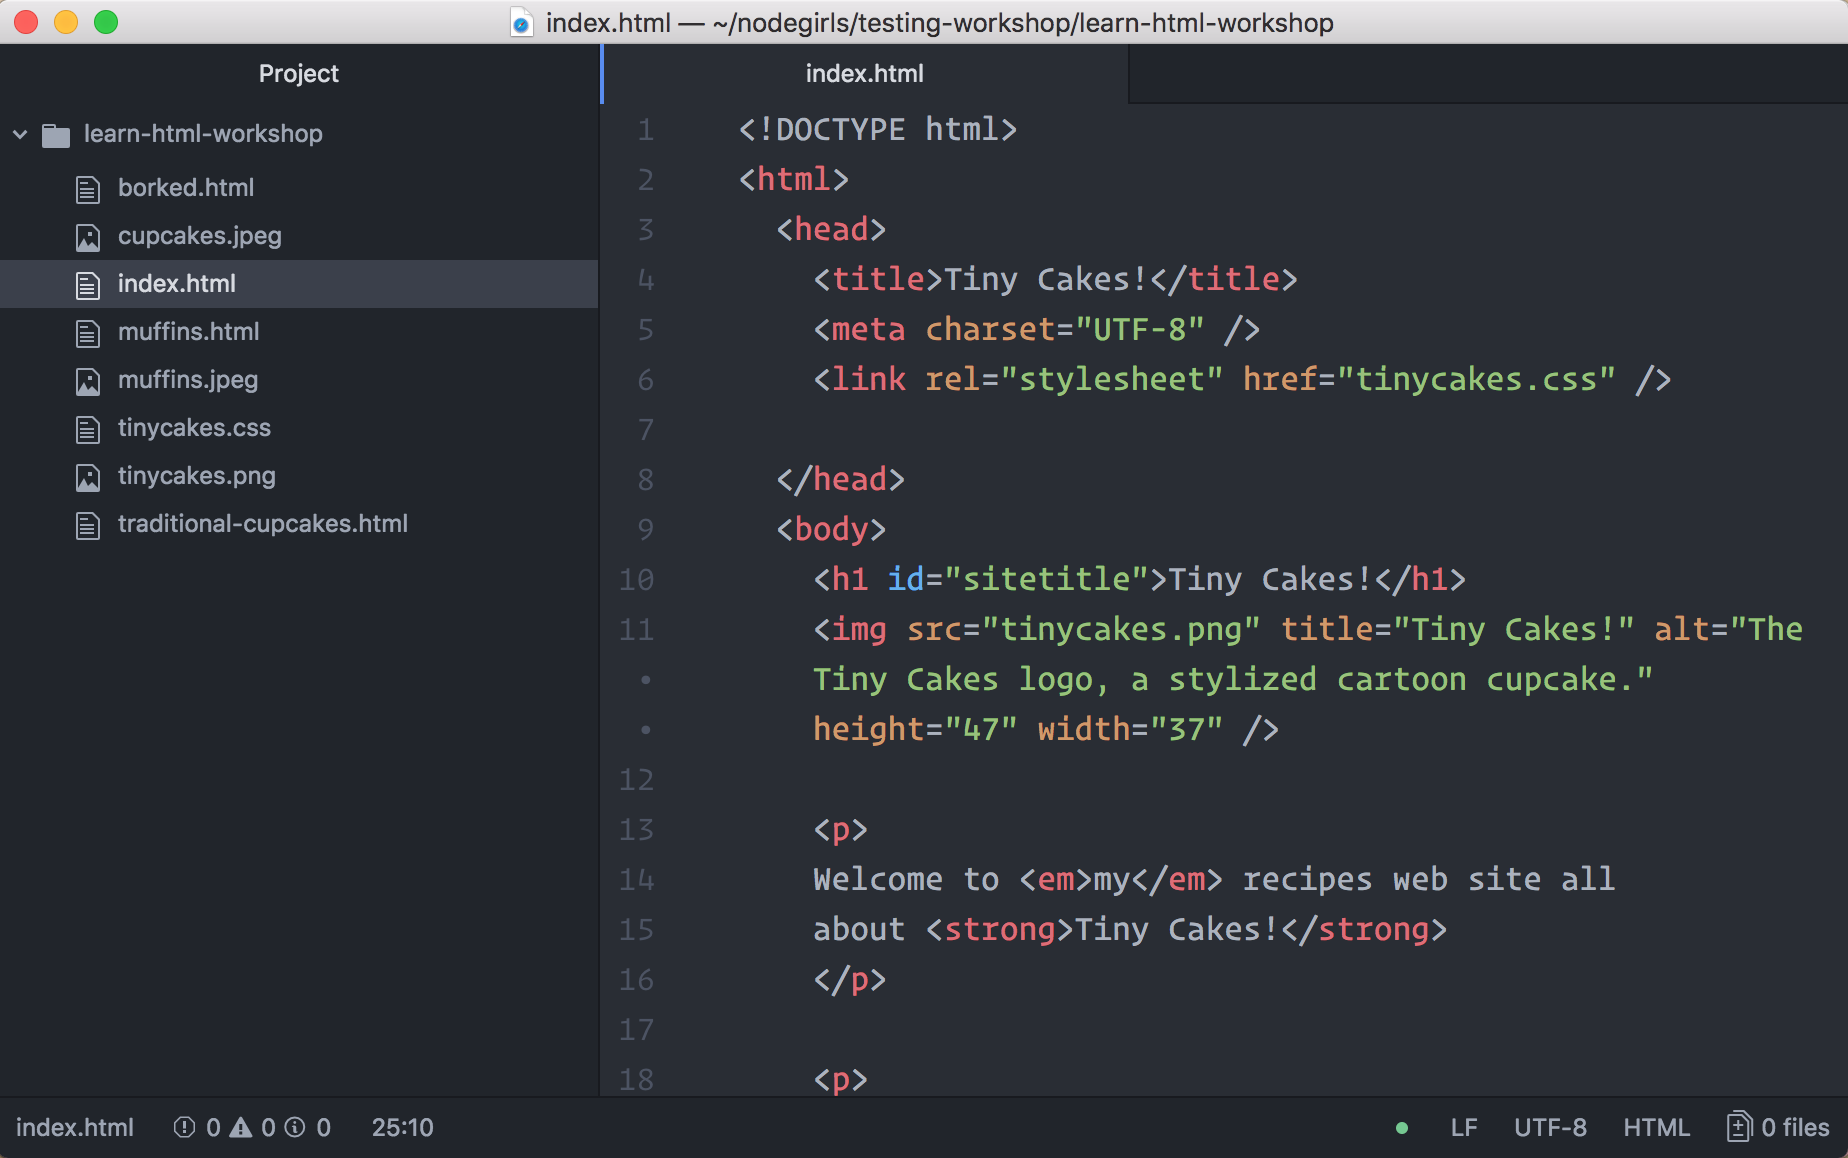 index.html — ~/nodegirls/testing-workshop/learn-html-workshop
Project
learn-html-workshop
borked.html
cupcakes.jpeg
index.html
muffins.html
muffins.jpeg
tinycakes.css
tinycakes.png
traditional-cupcakes.html
index.html
1 <!DOCTYPE html>
2 <html>
3 <head>
4 <title>Tiny Cakes!</title>
5 <meta charset="UTF-8" />
6 <link rel="stylesheet" href="tinycakes.css" />
7
8 </head>
9 <body>
10 <h1 id="sitetitle">Tiny Cakes!</h1>
11 <img src="tinycakes.png" title="Tiny Cakes!" alt="The
• Tiny Cakes logo, a stylized cartoon cupcake."
• height="47" width="37" />
12
13 <p>
14 Welcome to <em>my</em> recipes web site all
15 about <strong>Tiny Cakes!</strong>
16 </p>
17
18 <p>
index.html 0 0 0 25:10 LF UTF-8 HTML 0 files